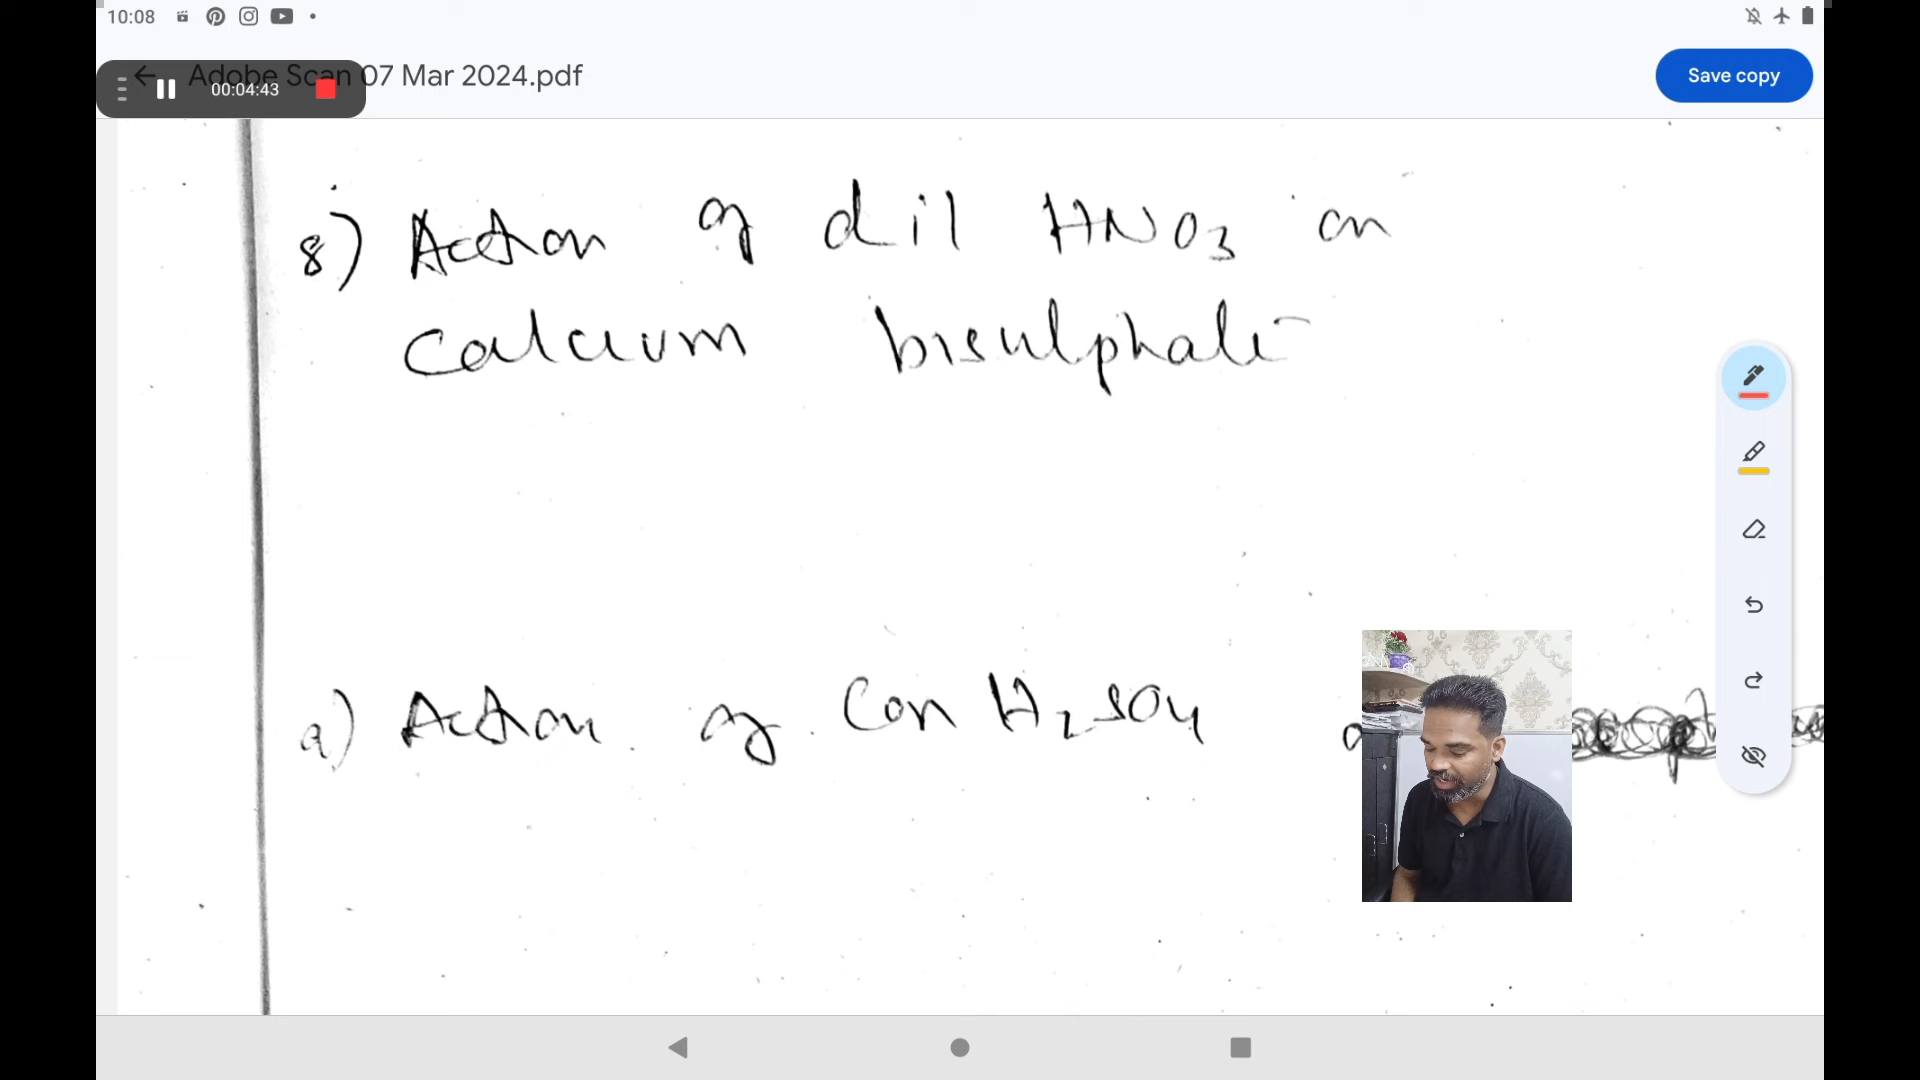 10:08
Adobe Scan 07 Mar 2024.pdf
00:04:43
Save copy
8) Action of dil HNO3 on
calcium bisulphate
9) Action of Con H2SO4